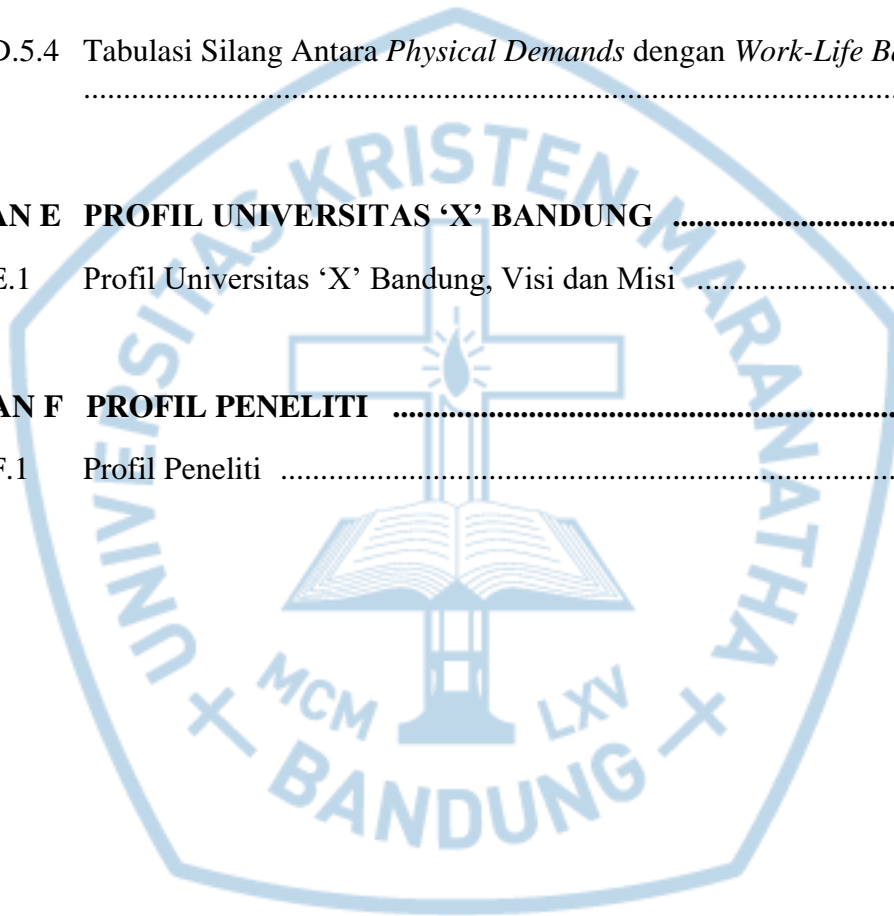 D.5.4 Tabulasi Silang Antara Physical Demands dengan Work-Life
................................................................................
AN E PROFIL UNIVERSITAS ‘X’ BANDUNG ..............................
E.1 Profil Universitas ‘X’ Bandung, Visi dan Misi .........................
AN F PROFIL PENELITI ........................................................
F.1 Profil Peneliti ....................................................................
UNIVERSITAS KRISTEN MARANATHA
MCM LXV
BANDUNG